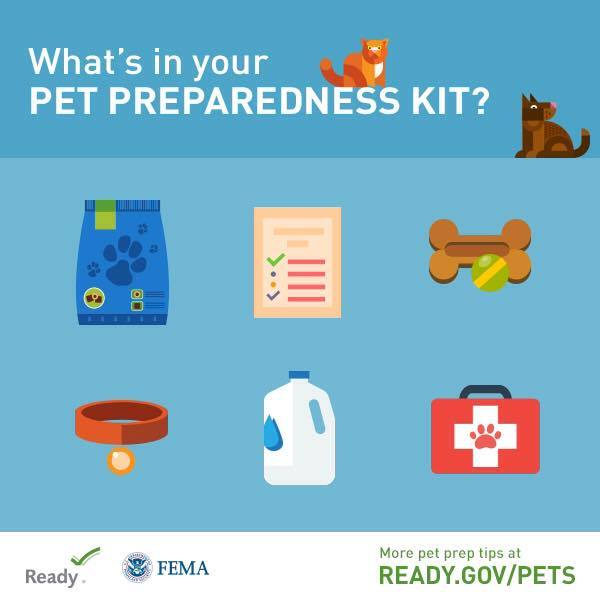 What's in your
PET PREPAREDNESS KIT?
Ready.
FEMA
More pet prep tips at
READY.GOV/PETS